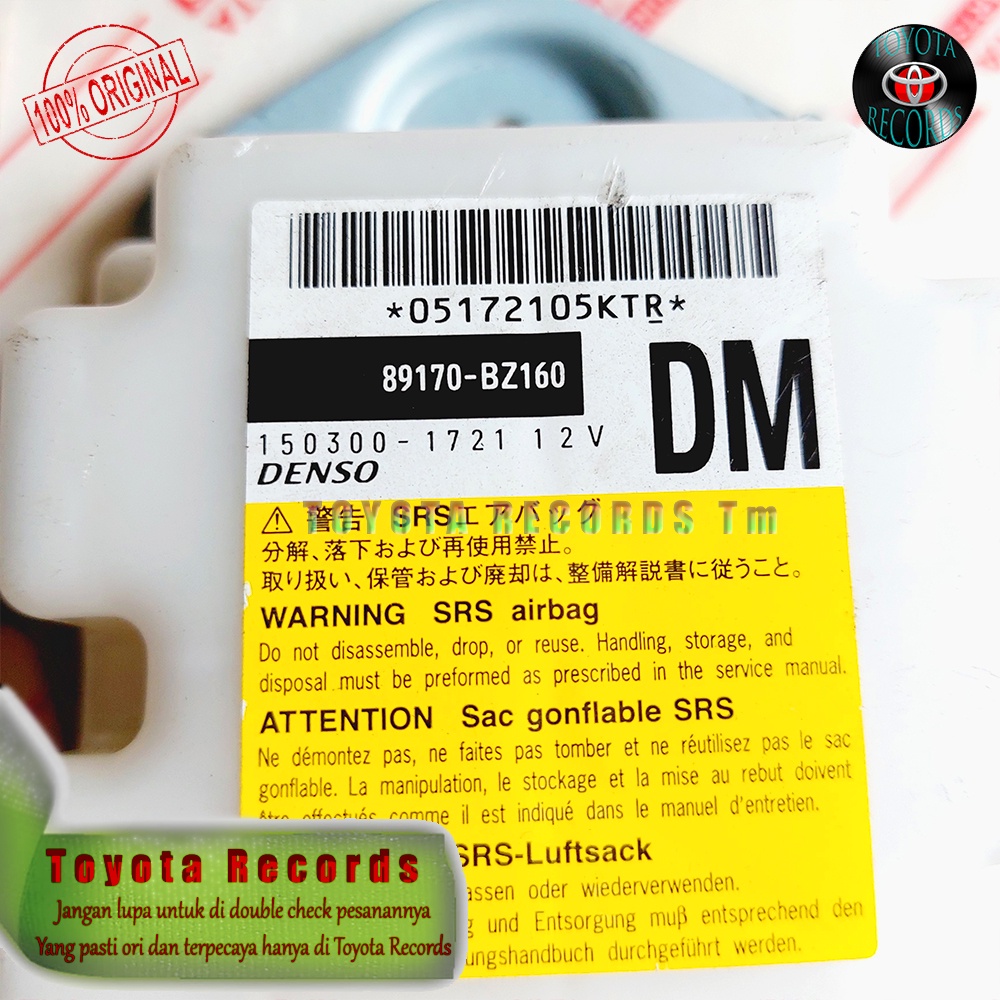 100% ORIGINAL
TOYOTA
RECORDS
*05172105KTR*
89170-BZ160
DM
150300-1721 12V
DENSO
TOYOTA RECORDS Tm
⚠ 警告 SRSエアバッグ
分解、落下および再使用禁止。
取り扱い、保管および廃却は、整備解説書に従うこと。
WARNING SRS airbag
Do not disassemble, drop, or reuse. Handling, storage, and
disposal must be preformed as prescribed in the service manual.
ATTENTION Sac gonflable SRS
Ne démontez pas, ne faites pas tomber et ne réutilisez pas le sac
gonflable. La manipulation, le stockage et la mise au rebut doivent
être effectués comme il est indiqué dans le manuel d'entretien.
SRS-Luftsack
assen oder wiederverwenden.
g und Entsorgung muß entsprechend den
ungshandbuch durchgeführt werden.
Toyota Records
Jangan lupa untuk di double check pesanannya
Yang pasti ori dan terpecaya hanya di Toyota Records